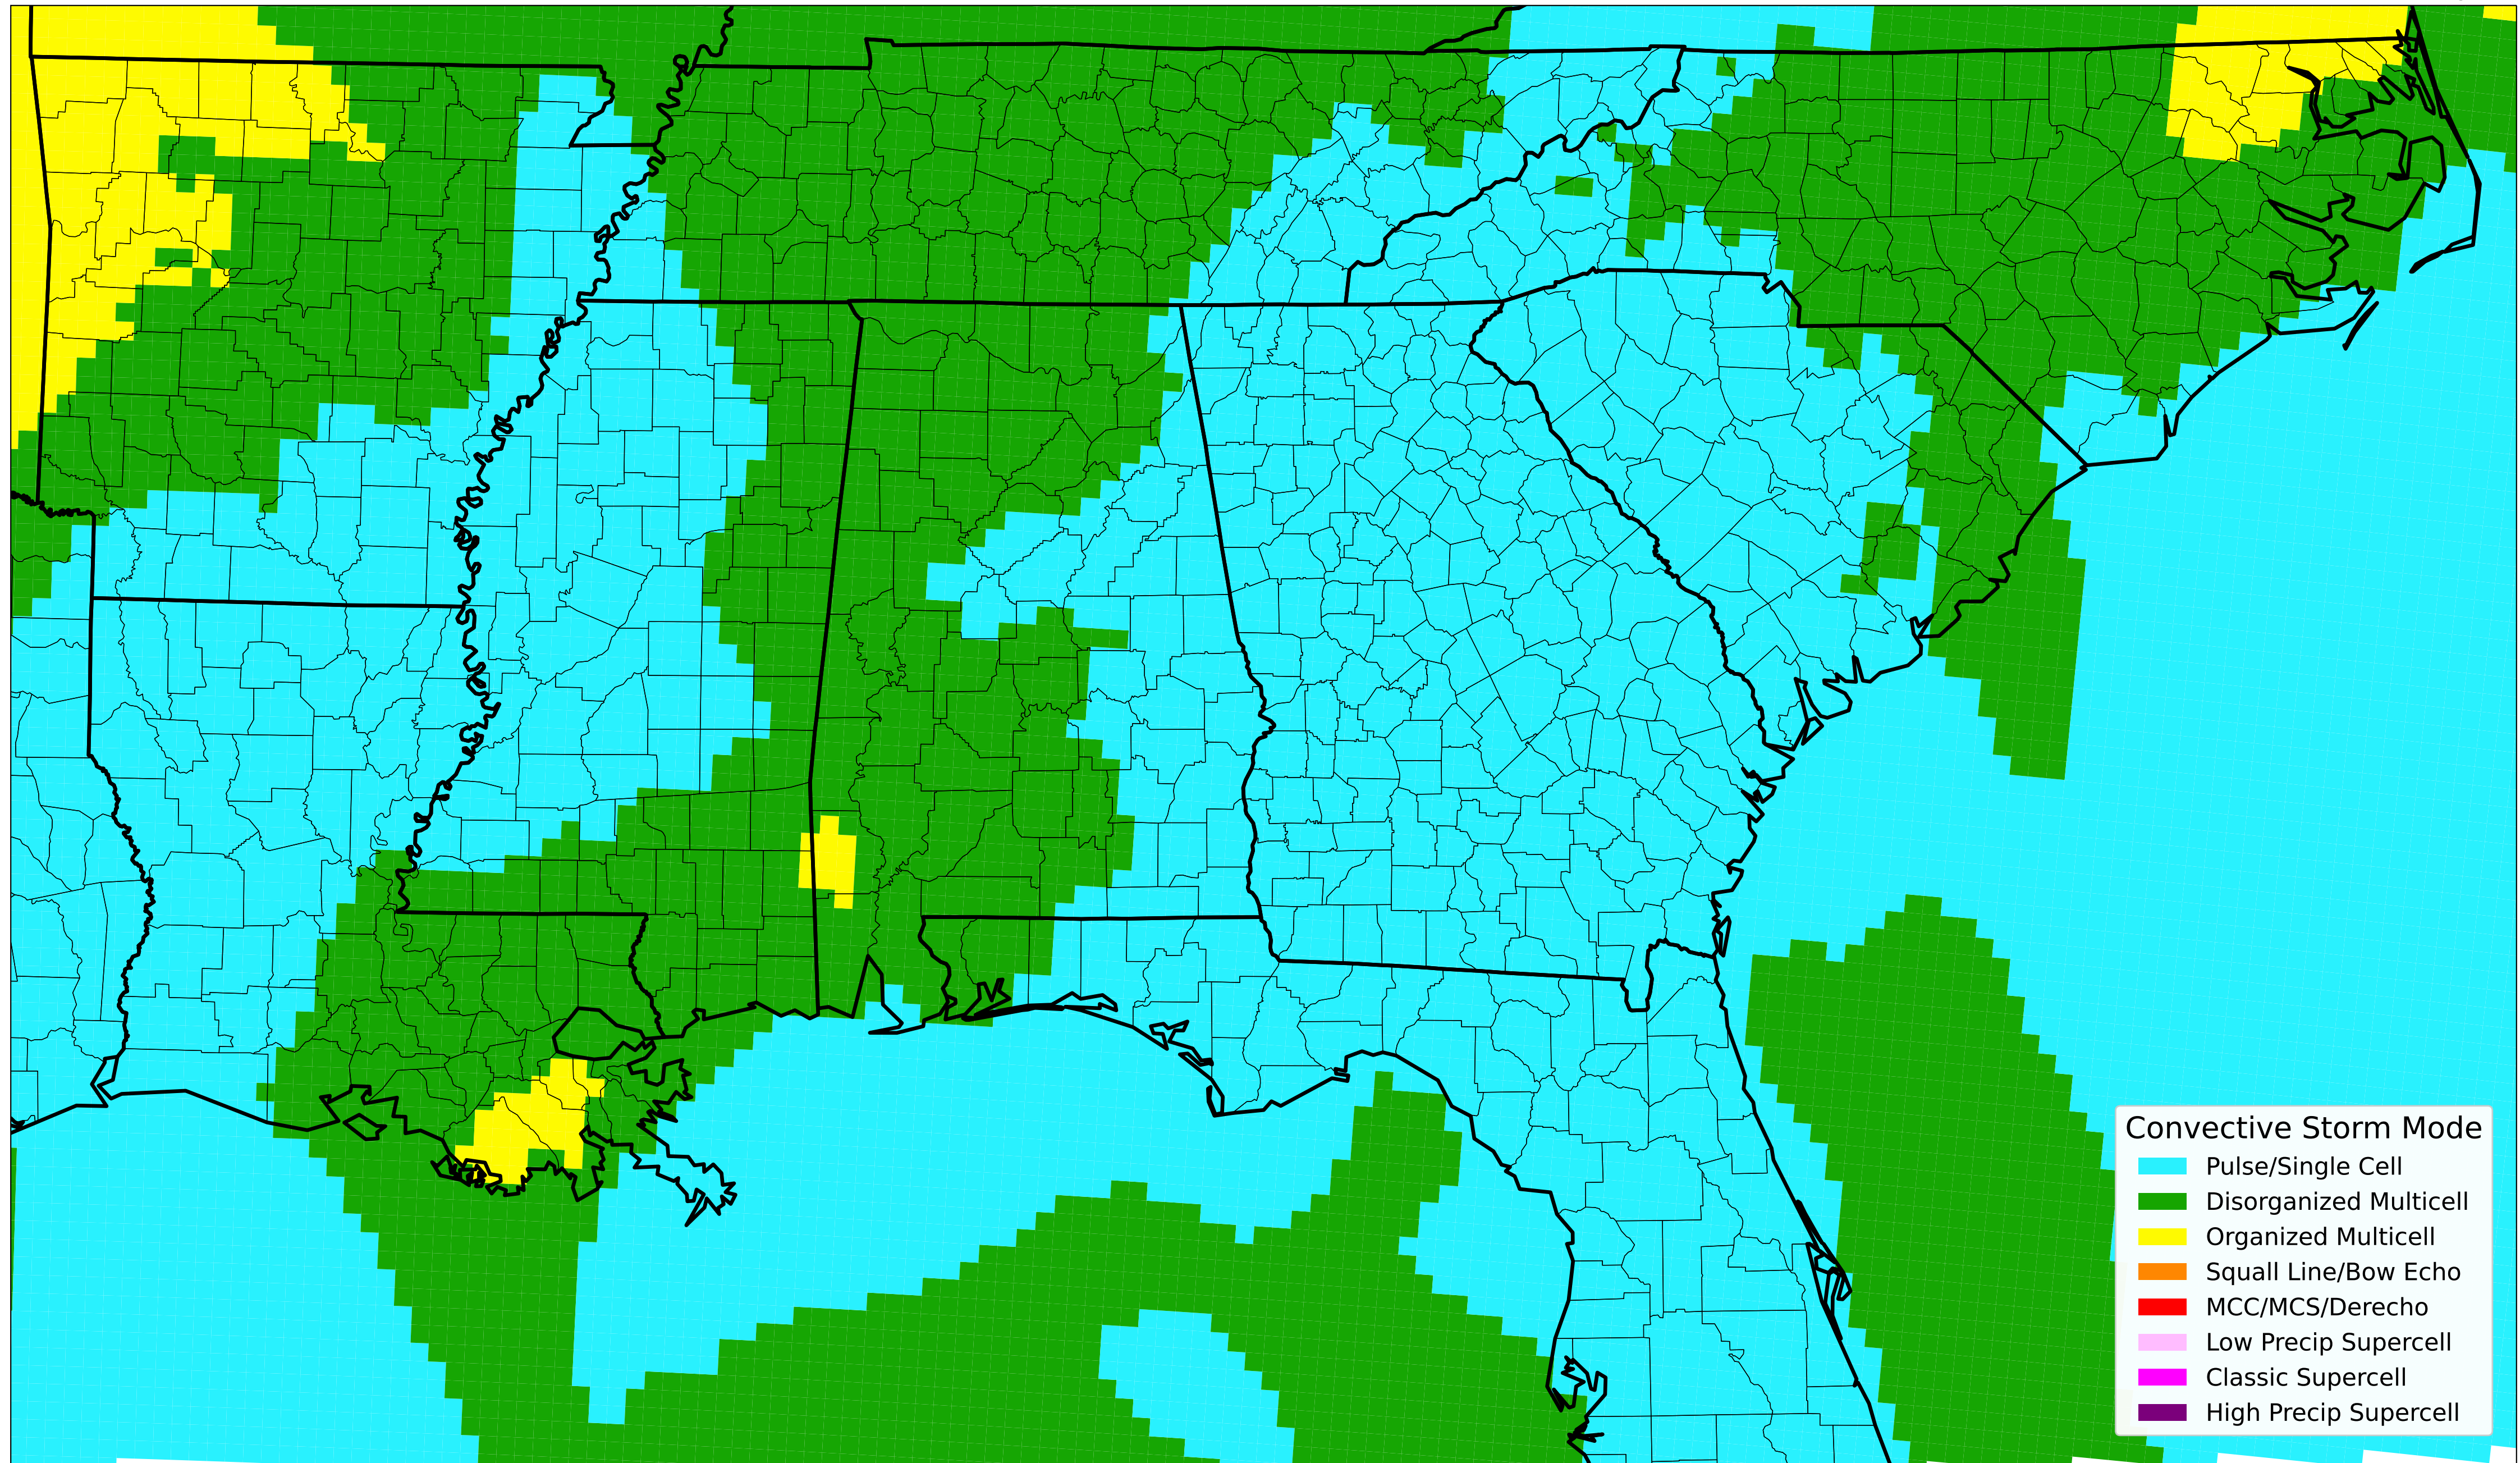 Convective Storm Mode
Pulse/Single Cell
Disorganized Multicell
Organized Multicell
Squall Line/Bow Echo
MCC/MCS/Derecho
Low Precip Supercell
Classic Supercell
High Precip Supercell